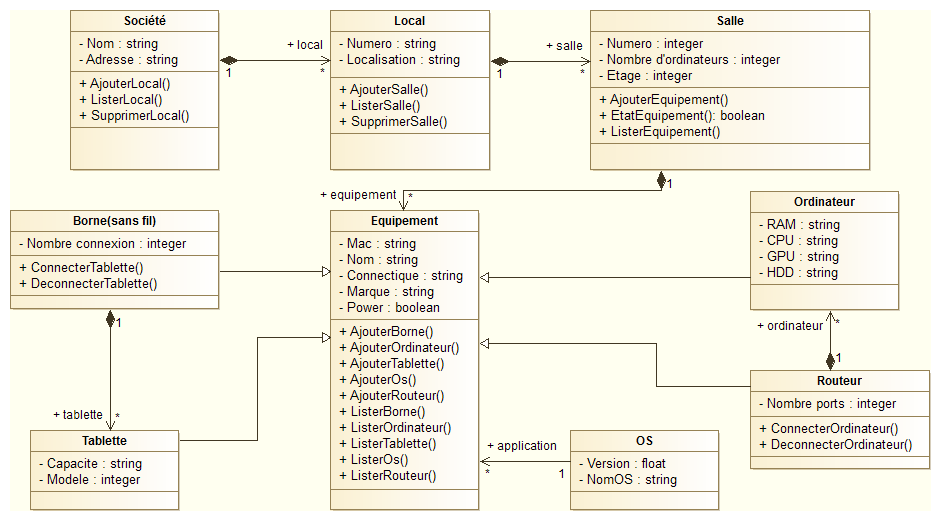 Société
- Nom : string
- Adresse : string
+ AjouterLocal()
+ ListerLocal()
+ SupprimerLocal()
+ local
1
*
Local
- Numero : string
- Localisation : string
+ AjouterSalle()
+ ListerSalle()
+ SupprimerSalle()
+ salle
1
*
Salle
- Numero : integer
- Nombre d'ordinateurs : integer
- Etage : integer
+ AjouterEquipement()
+ EtatEquipement(): boolean
+ ListerEquipement()
1
+ equipement
*
Borne(sans fil)
- Nombre connexion : integer
+ ConnecterTablette()
+ DeconnecterTablette()
1
+ tablette
*
Tablette
- Capacite : string
- Modele : integer
Equipement
- Mac : string
- Nom : string
- Connectique : string
- Marque : string
- Power : boolean
+ AjouterBorne()
+ AjouterOrdinateur()
+ AjouterTablette()
+ AjouterOs()
+ AjouterRouteur()
+ ListerBorne()
+ ListerOrdinateur()
+ ListerTablette()
+ ListerOs()
+ ListerRouteur()
Ordinateur
- RAM : string
- CPU : string
- GPU : string
- HDD : string
+ ordinateur
*
1
Routeur
- Nombre ports : integer
+ ConnecterOrdinateur()
+ DeconnecterOrdinateur()
+ application
*
1
OS
- Version : float
- NomOS : string